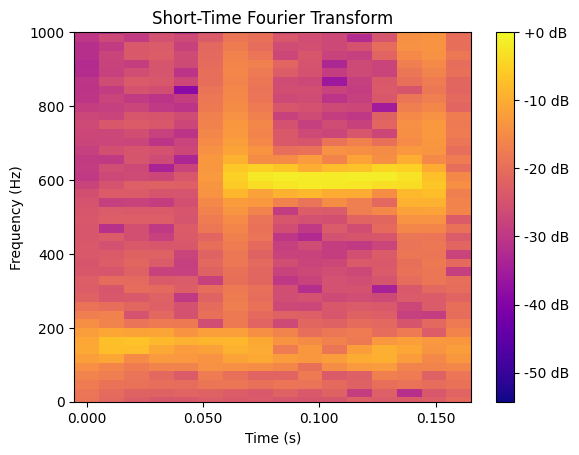 Short-Time Fourier Transform
1000
800
600
400
200
0
Frequency (Hz)
0.000
0.050
0.100
0.150
Time (s)
+0 dB
-10 dB
-20 dB
-30 dB
-40 dB
-50 dB